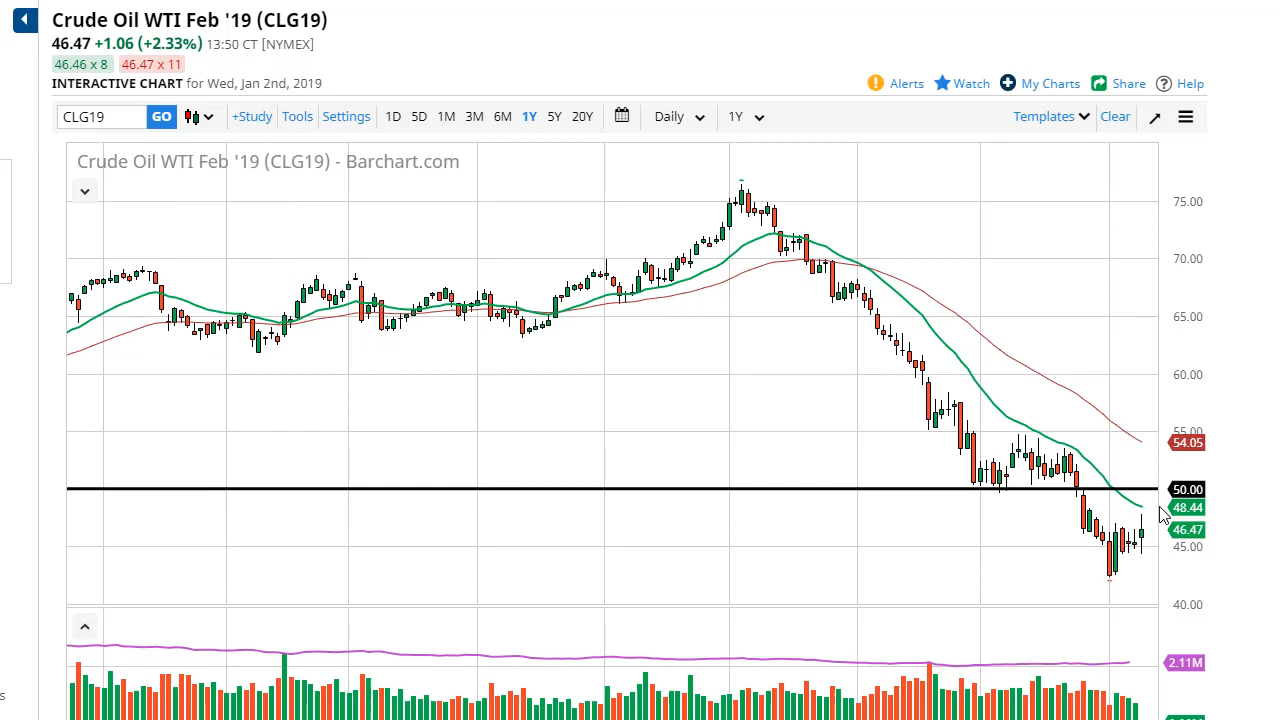 Crude Oil WTI Feb '19 (CLG19)
46.47 +1.06 (+2.33%) 13:50 CT [NYMEX]
46.46 x 8 46.47 x 11
INTERACTIVE CHART for Wed, Jan 2nd, 2019
Alerts Watch My Charts Share Help
CLG19 GO +Study Tools Settings 1D 5D 1M 3M 6M 1Y 5Y 20Y Daily 1Y Templates Clear
Crude Oil WTI Feb '19 (CLG19) - Barchart.com
75.00
70.00
65.00
60.00
55.00
54.05
50.00
48.44
46.47
45.00
40.00
2.11M
s